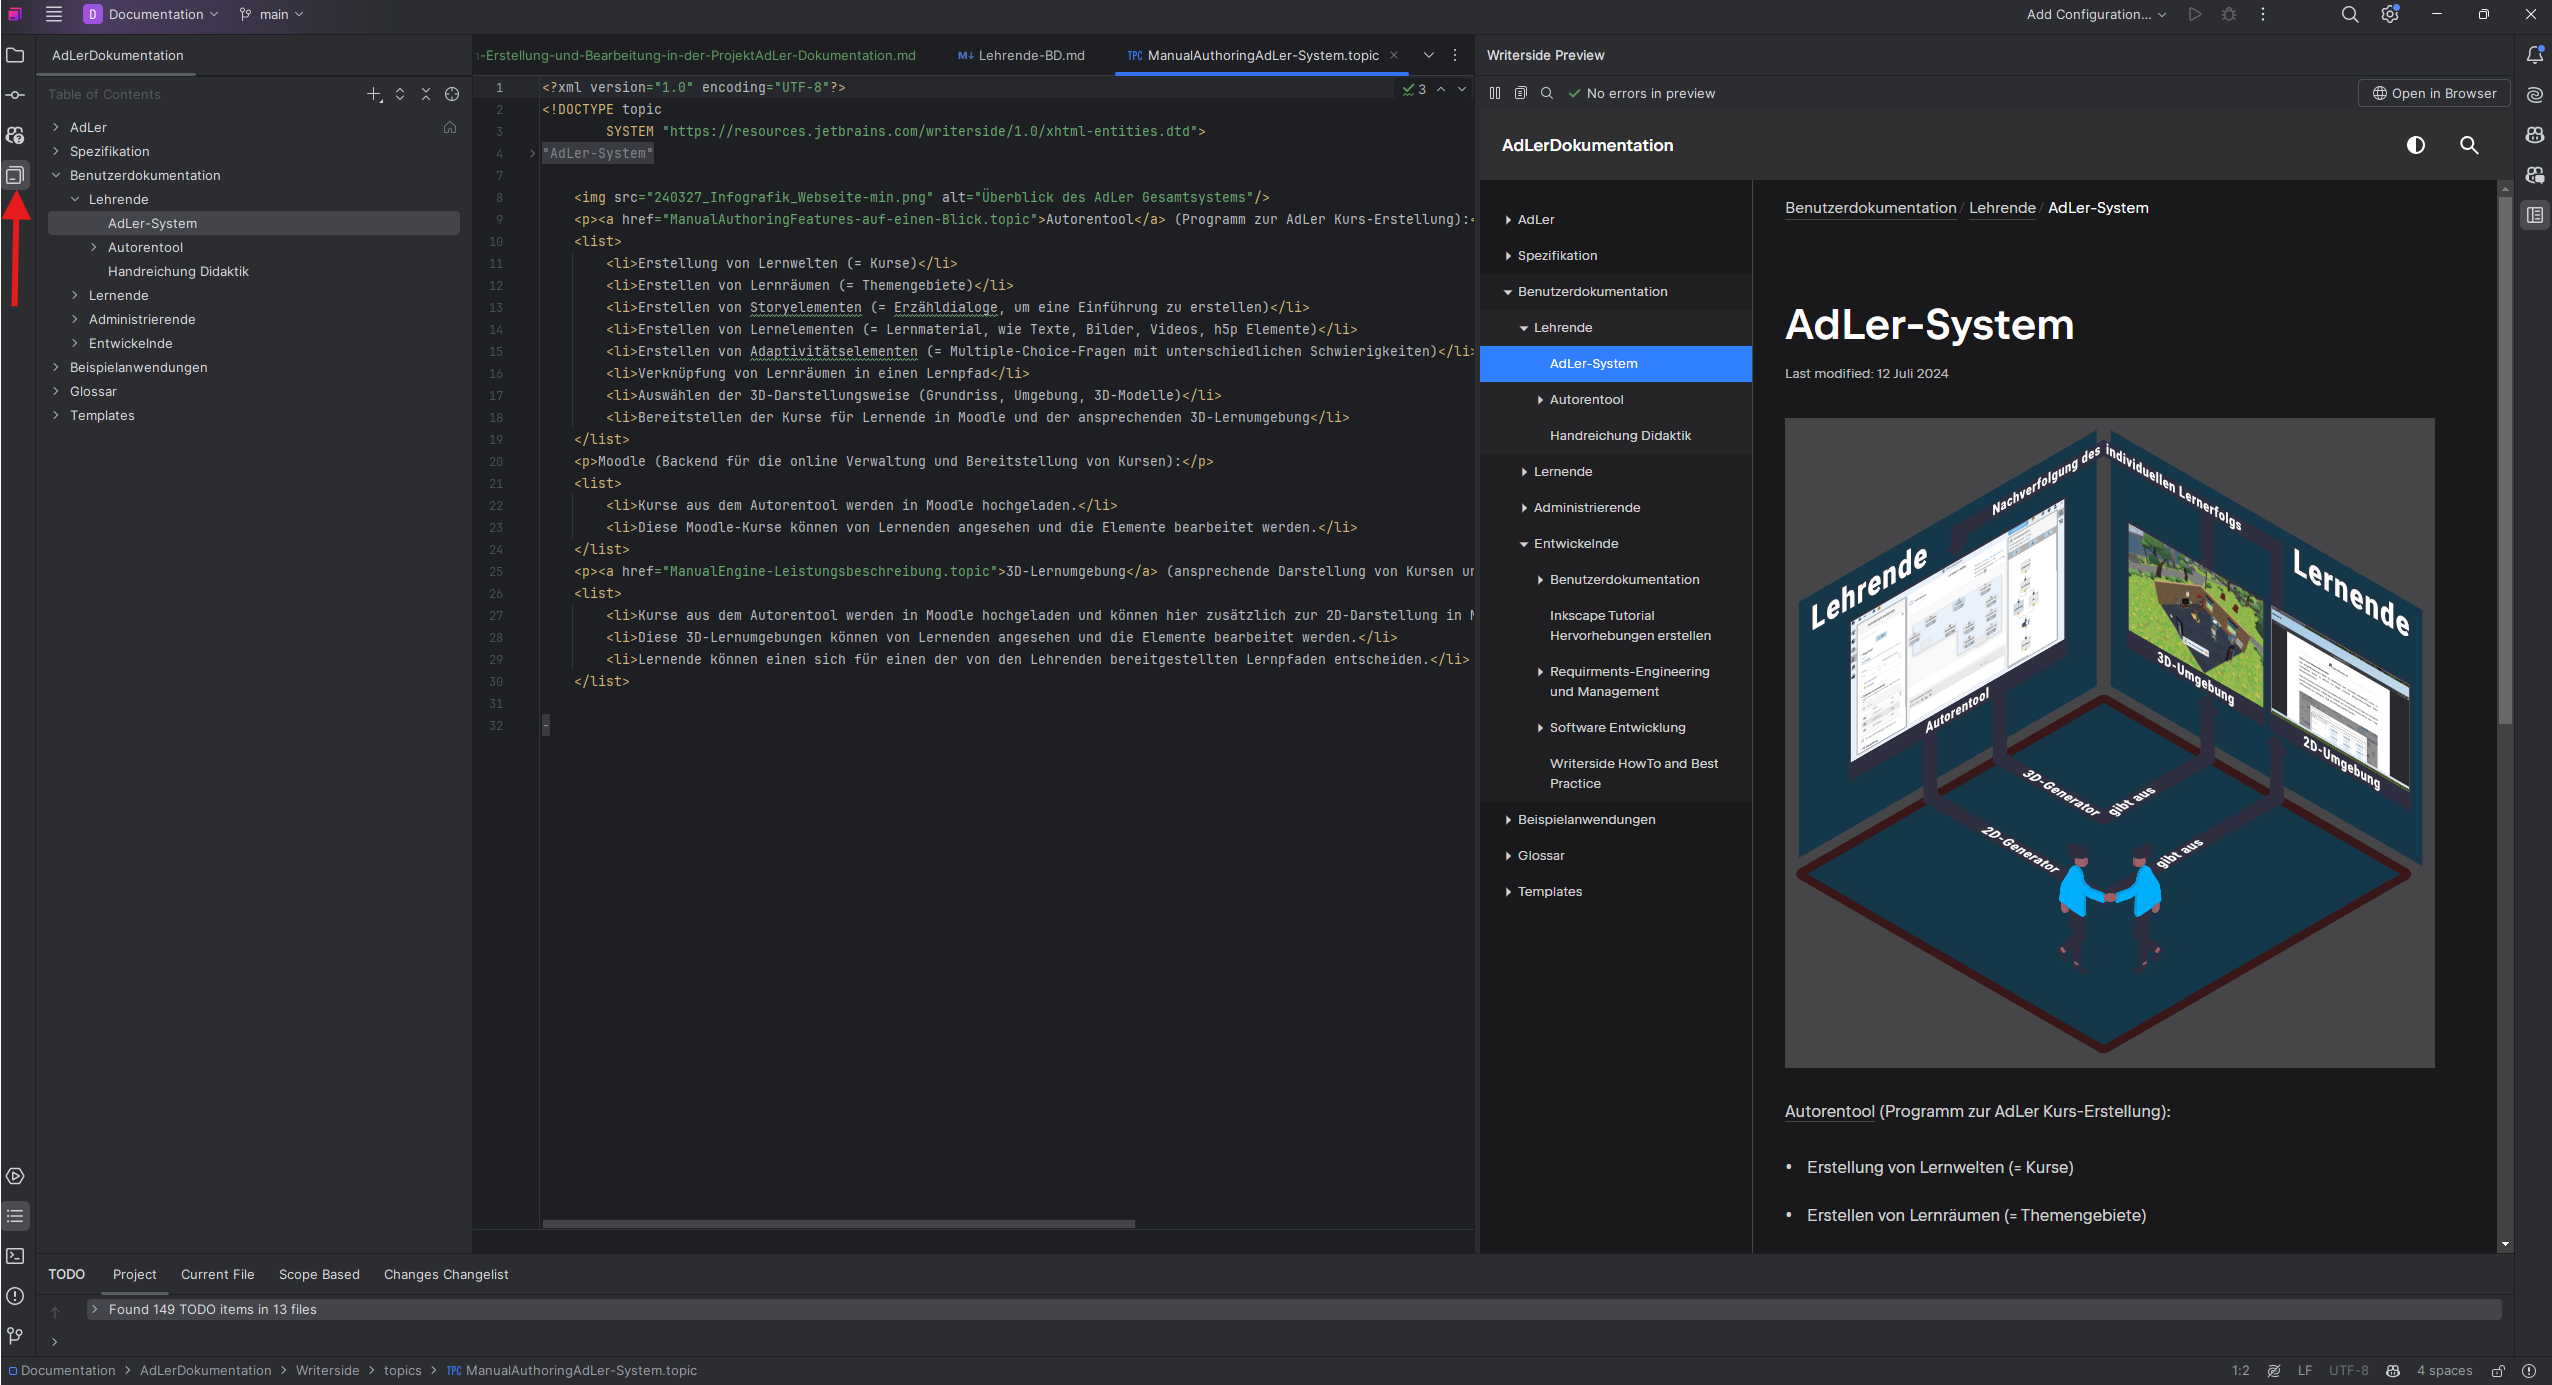 D Documentation main Add Configuration...
AdLerDokumentation
-Erstellung-und-Bearbeitung-in-der-ProjektAdLer-Dokumentation.md
M↓ Lehrende-BD.md
TPC ManualAuthoringAdLer-System.topic
Writerside Preview
Table of Contents
AdLer
Spezifikation
Benutzerdokumentation
Lehrende
AdLer-System
Autorentool
Handreichung Didaktik
Lernende
Administrierende
Entwickelnde
Beispielanwendungen
Glossar
Templates
3
1 <?xml version="1.0" encoding="UTF-8"?>
2 <!DOCTYPE topic
3 SYSTEM "https://resources.jetbrains.com/writerside/1.0/xhtml-entities.dtd">
4 "AdLer-System"
7
8 <img src="240327_Infografik_Webseite-min.png" alt="Überblick des AdLer Gesamtsystems"/>
9 <p><a href="ManualAuthoringFeatures-auf-einen-Blick.topic">Autorentool</a> (Programm zur AdLer Kurs-Erstellung):<
10 <list>
11 <li>Erstellung von Lernwelten (= Kurse)</li>
12 <li>Erstellen von Lernräumen (= Themengebiete)</li>
13 <li>Erstellen von Storyelementen (= Erzähldialoge, um eine Einführung zu erstellen)</li>
14 <li>Erstellen von Lernelementen (= Lernmaterial, wie Texte, Bilder, Videos, h5p Elemente)</li>
15 <li>Erstellen von Adaptivitätselementen (= Multiple-Choice-Fragen mit unterschiedlichen Schwierigkeiten)</li>
16 <li>Verknüpfung von Lernräumen in einen Lernpfad</li>
17 <li>Auswählen der 3D-Darstellungsweise (Grundriss, Umgebung, 3D-Modelle)</li>
18 <li>Bereitstellen der Kurse für Lernende in Moodle und der ansprechenden 3D-Lernumgebung</li>
19 </list>
20 <p>Moodle (Backend für die online Verwaltung und Bereitstellung von Kursen):</p>
21 <list>
22 <li>Kurse aus dem Autorentool werden in Moodle hochgeladen.</li>
23 <li>Diese Moodle-Kurse können von Lernenden angesehen und die Elemente bearbeitet werden.</li>
24 </list>
25 <p><a href="ManualEngine-Leistungsbeschreibung.topic">3D-Lernumgebung</a> (ansprechende Darstellung von Kursen un
26 <list>
27 <li>Kurse aus dem Autorentool werden in Moodle hochgeladen und können hier zusätzlich zur 2D-Darstellung in M
28 <li>Diese 3D-Lernumgebungen können von Lernenden angesehen und die Elemente bearbeitet werden.</li>
29 <li>Lernende können einen sich für einen der von den Lehrenden bereitgestellten Lernpfaden entscheiden.</li>
30 </list>
31
32
No errors in preview
Open in Browser
AdLerDokumentation
AdLer
Spezifikation
Benutzerdokumentation
Lehrende
AdLer-System
Autorentool
Handreichung Didaktik
Lernende
Administrierende
Entwickelnde
Benutzerdokumentation
Inkscape Tutorial
Hervorhebungen erstellen
Requirments-Engineering
und Management
Software Entwicklung
Writerside HowTo and Best
Practice
Beispielanwendungen
Glossar
Templates
Benutzerdokumentation / Lehrende / AdLer-System
AdLer-System
Last modified: 12 Juli 2024
Nachverfolgung des individuellen Lernerfolgs
Lehrende
Lernende
Autorentool
3D-Umgebung
2D-Umgebung
3D-Generator gibt aus
2D-Generator gibt aus
Autorentool (Programm zur AdLer Kurs-Erstellung):
• Erstellung von Lernwelten (= Kurse)
• Erstellen von Lernräumen (= Themengebiete)
TODO Project Current File Scope Based Changes Changelist
Found 149 TODO items in 13 files
Documentation > AdLerDokumentation > Writerside > topics > TPC ManualAuthoringAdLer-System.topic
1:2 LF UTF-8 4 spaces